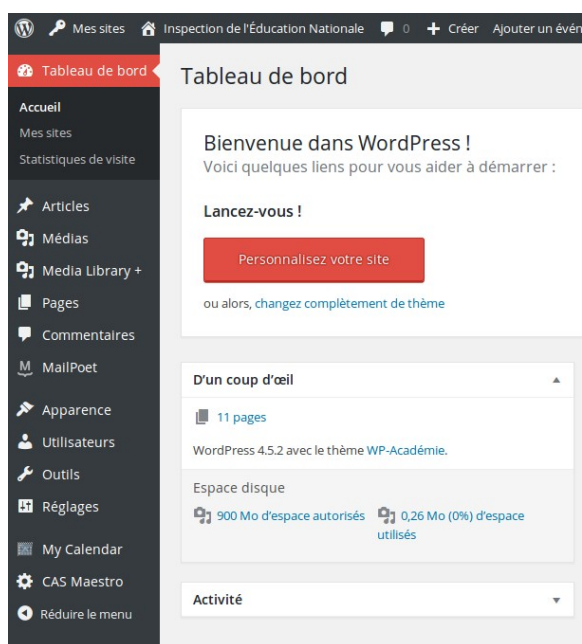 Mes sites Inspection de l'Éducation Nationale 0 Créer Ajouter un évén
Tableau de bord
Accueil
Mes sites
Statistiques de visite
Articles
Médias
Media Library +
Pages
Commentaires
MailPoet
Apparence
Utilisateurs
Outils
Réglages
My Calendar
CAS Maestro
Réduire le menu
Tableau de bord
Bienvenue dans WordPress !
Voici quelques liens pour vous aider à démarrer :
Lancez-vous !
Personnalisez votre site
ou alors, changez complètement de thème
D'un coup d'œil
11 pages
WordPress 4.5.2 avec le thème WP-Académie.
Espace disque
900 Mo d'espace autorisés
0,26 Mo (0%) d'espace
utilisés
Activité